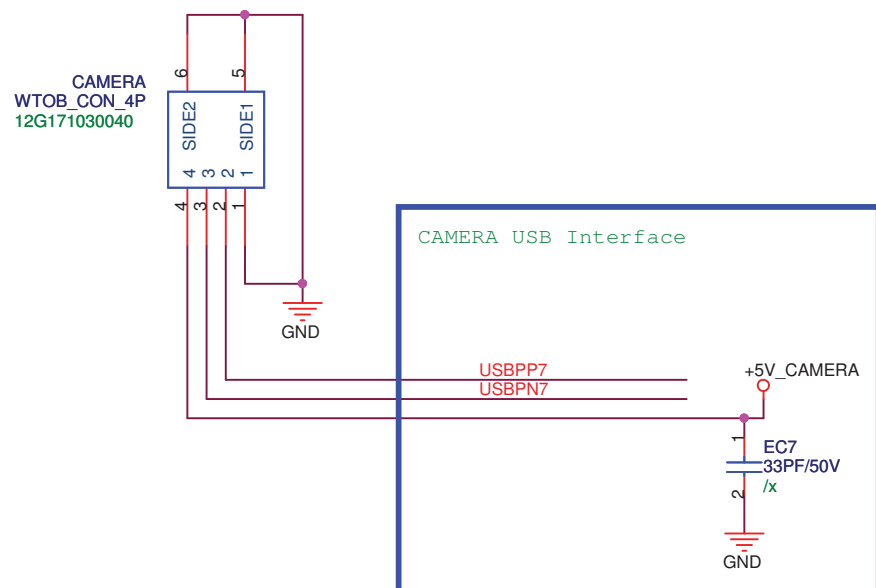 6
5
CAMERA
WTOB_CON_4P
12G171030040
SIDE2
SIDE1
4
3
2
1
4
3
2
1
CAMERA USB Interface
GND
USBPP7
USBPN7
+5V_CAMERA
1
EC7
33PF/50V
/x
2
GND